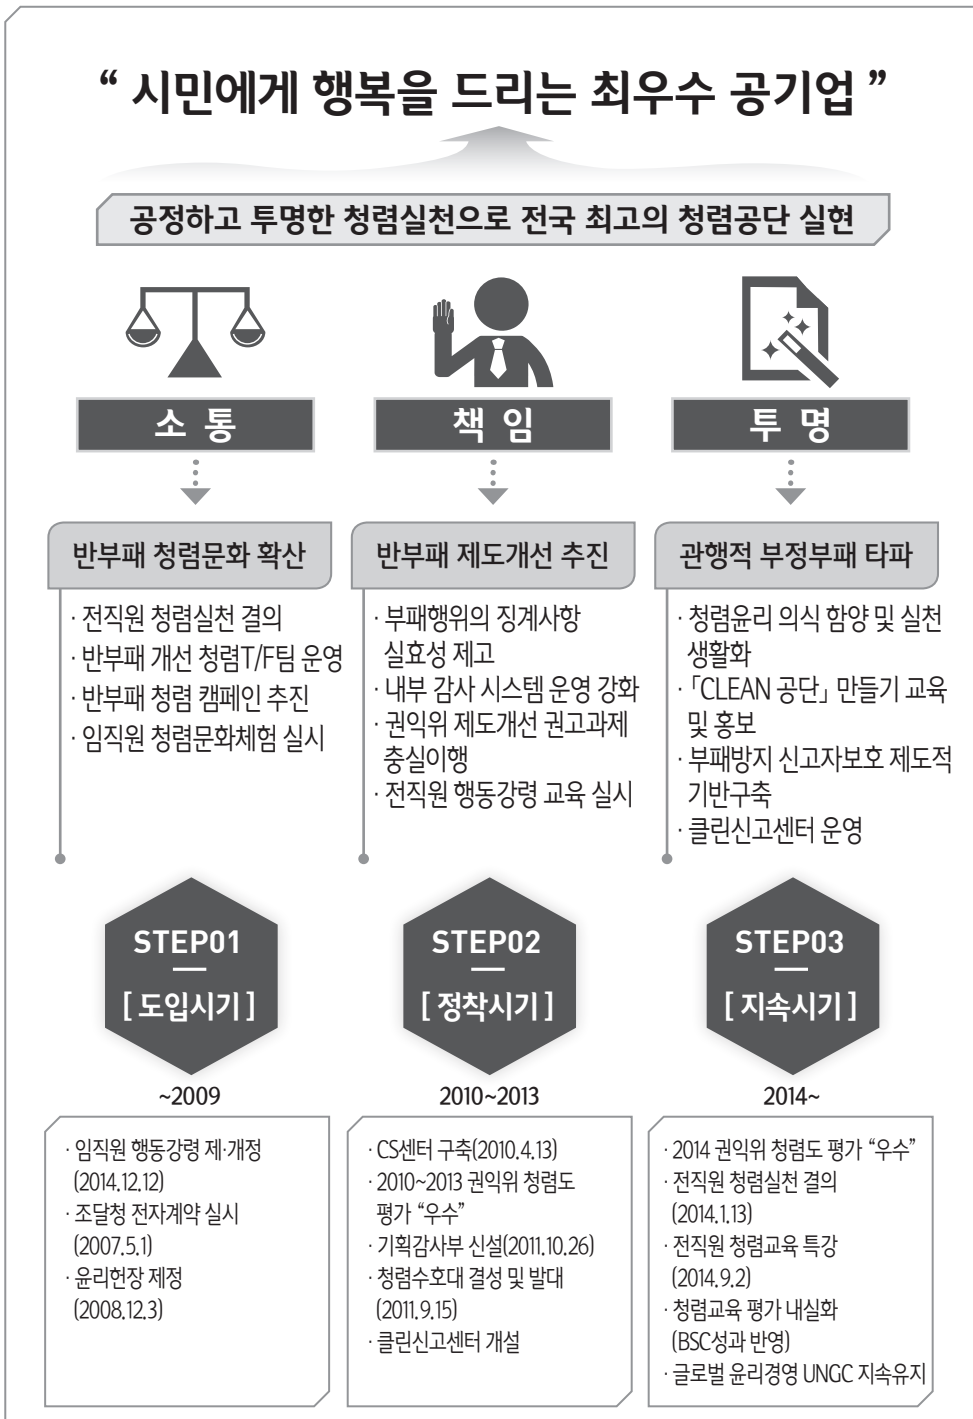 “ 시민에게 행복을 드리는 최우수 공기업 ”
공정하고 투명한 청렴실천으로 전국 최고의 청렴공단 실현
소 통
책 임
투 명
반부패 청렴문화 확산
· 전직원 청렴실천 결의
· 반부패 개선 청렴T/F팀 운영
· 반부패 청렴 캠페인 추진
· 임직원 청렴문화체험 실시
반부패 제도개선 추진
· 부패행위의 징계사항
실효성 제고
· 내부 감사 시스템 운영 강화
· 권익위 제도개선 권고과제
충실이행
· 전직원 행동강령 교육 실시
관행적 부정부패 타파
· 청렴윤리 의식 함양 및 실천
생활화
· 「CLEAN 공단」 만들기 교육
및 홍보
· 부패방지 신고자보호 제도적
기반구축
· 클린신고센터 운영
STEP01
[ 도입시기 ]
~2009
· 임직원 행동강령 제·개정
(2014.12.12)
· 조달청 전자계약 실시
(2007.5.1)
· 윤리헌장 제정
(2008.12.3)
STEP02
[ 정착시기 ]
2010~2013
· CS센터 구축(2010.4.13)
· 2010~2013 권익위 청렴도
평가 “우수”
· 기획감사부 신설(2011.10.26)
· 청렴수호대 결성 및 발대
(2011.9.15)
· 클린신고센터 개설
STEP03
[ 지속시기 ]
2014~
· 2014 권익위 청렴도 평가 “우수”
· 전직원 청렴실천 결의
(2014.1.13)
· 전직원 청렴교육 특강
(2014.9.2)
· 청렴교육 평가 내실화
(BSC성과 반영)
· 글로벌 윤리경영 UNGC 지속유지